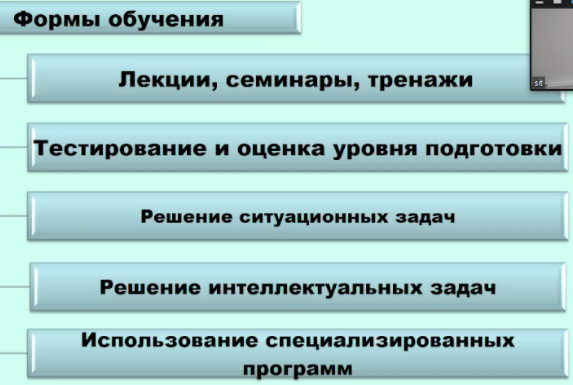 Формы обучения
Лекции, семинары, тренажи
Тестирование и оценка уровня подготовки
Решение ситуационных задач
Решение интеллектуальных задач
Использование специализированных
программ